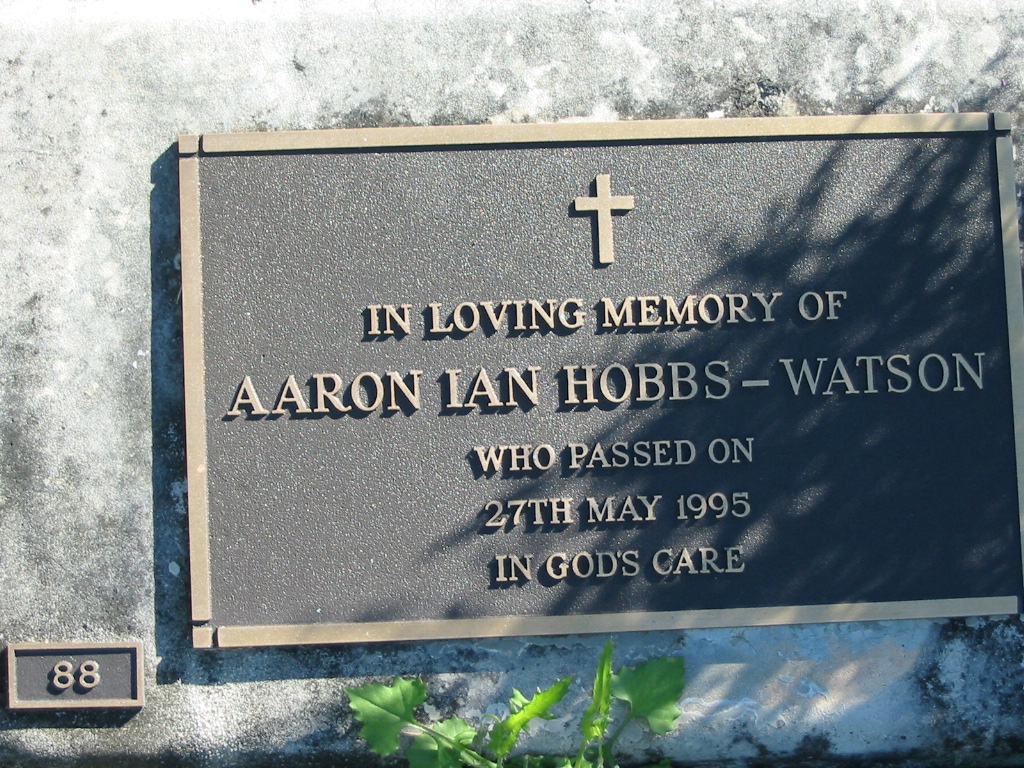 IN LOVING MEMORY OF
AARON IAN HOBBS - WATSON
WHO PASSED ON
27TH MAY 1995
IN GOD'S CARE
88